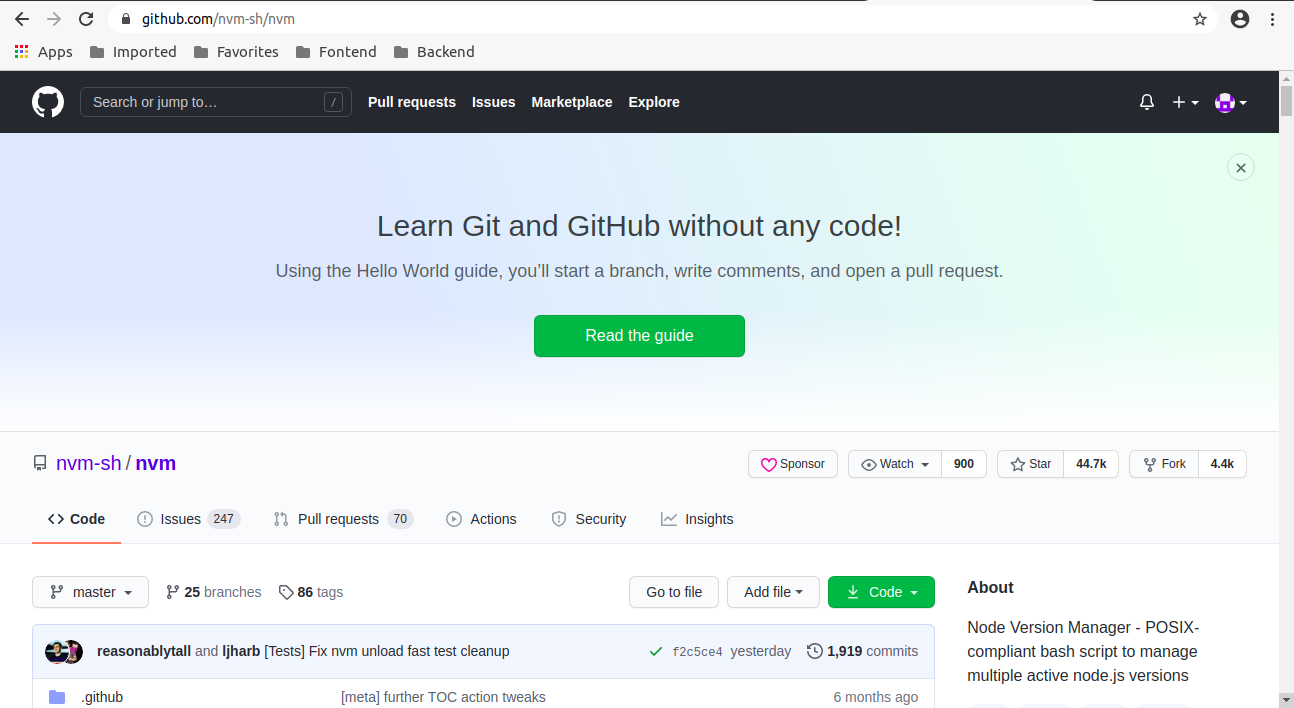 github.com/nvm-sh/nvm
Apps Imported Favorites Fontend Backend
Search or jump to… / Pull requests Issues Marketplace Explore
Learn Git and GitHub without any code!
Using the Hello World guide, you’ll start a branch, write comments, and open a pull request.
Read the guide
nvm-sh / nvm Sponsor Watch 900 Star 44.7k Fork 4.4k
Code Issues 247 Pull requests 70 Actions Security Insights
master 25 branches 86 tags Go to file Add file Code
reasonablytall and ljharb [Tests] Fix nvm unload fast test cleanup f2c5ce4 yesterday 1,919 commits
.github [meta] further TOC action tweaks 6 months ago
About
Node Version Manager - POSIX-
compliant bash script to manage
multiple active node.js versions